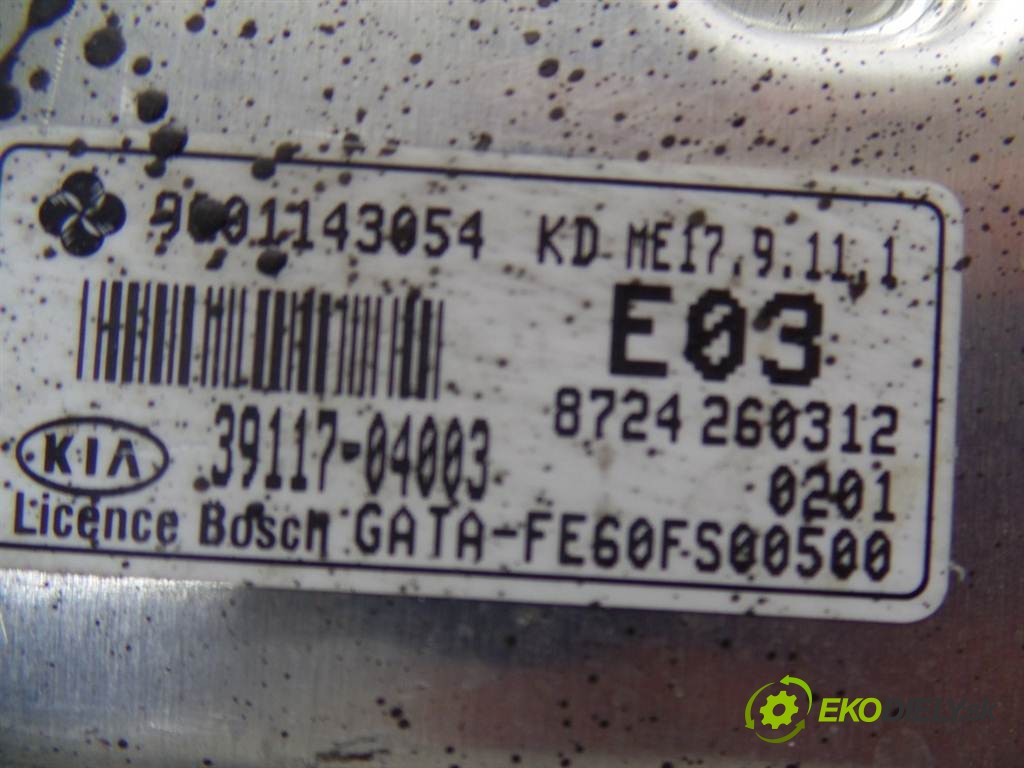 9001143054 KD ME17.9.11.1
E03
8724 260312
KIA 39117-04003
0201
Licence Bosch GATA-FE60FS00500
EKO